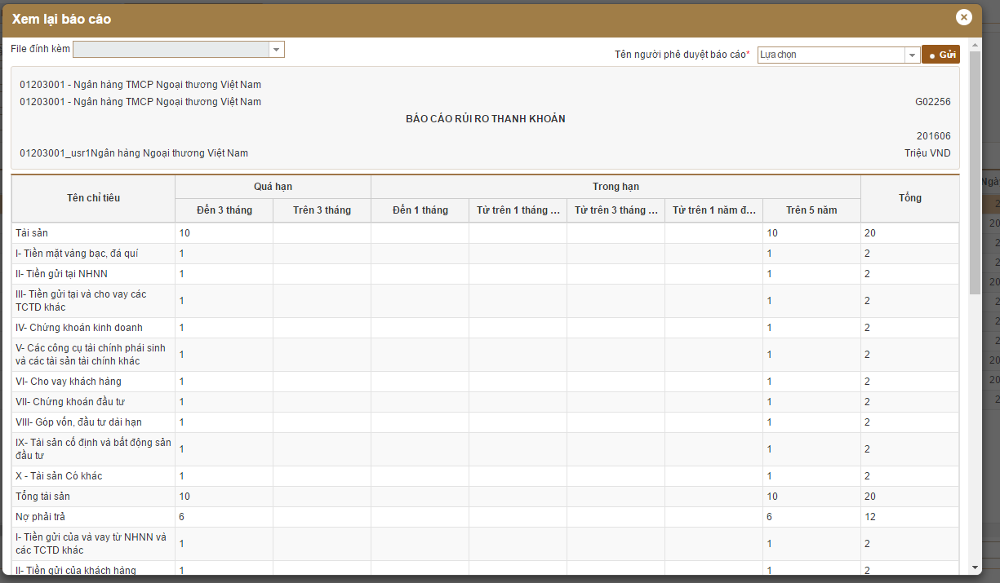 Xem lại báo cáo
File đính kèm
Tên người phê duyệt báo cáo* Lựa chọn Gửi
01203001 - Ngân hàng TMCP Ngoại thương Việt Nam
01203001 - Ngân hàng TMCP Ngoại thương Việt Nam G02256
BÁO CÁO RỦI RO THANH KHOẢN
201606
01203001_usr1Ngân hàng Ngoại thương Việt Nam Triệu VND
Tên chỉ tiêu Quá hạn Trong hạn Tổng
Đến 3 tháng Trên 3 tháng Đến 1 tháng Từ trên 1 tháng ... Từ trên 3 tháng ... Từ trên 1 năm đ... Trên 5 năm
Tài sản 10 10 20
I- Tiền mặt vàng bạc, đá quí 1 1 2
II- Tiền gửi tại NHNN 1 1 2
III- Tiền gửi tại và cho vay các
TCTD khác 1 1 2
IV- Chứng khoán kinh doanh 1 1 2
V- Các công cụ tài chính phái sinh
và các tài sản tài chính khác 1 1 2
VI- Cho vay khách hàng 1 1 2
VII- Chứng khoán đầu tư 1 1 2
VIII- Góp vốn, đầu tư dài hạn 1 1 2
IX- Tài sản cố định và bất động sản
đầu tư 1 1 2
X - Tài sản Có khác 1 1 2
Tổng tài sản 10 10 20
Nợ phải trả 6 6 12
I- Tiền gửi của và vay từ NHNN và
các TCTD khác 1 1 2
II- Tiền gửi của khách hàng 1 1 2